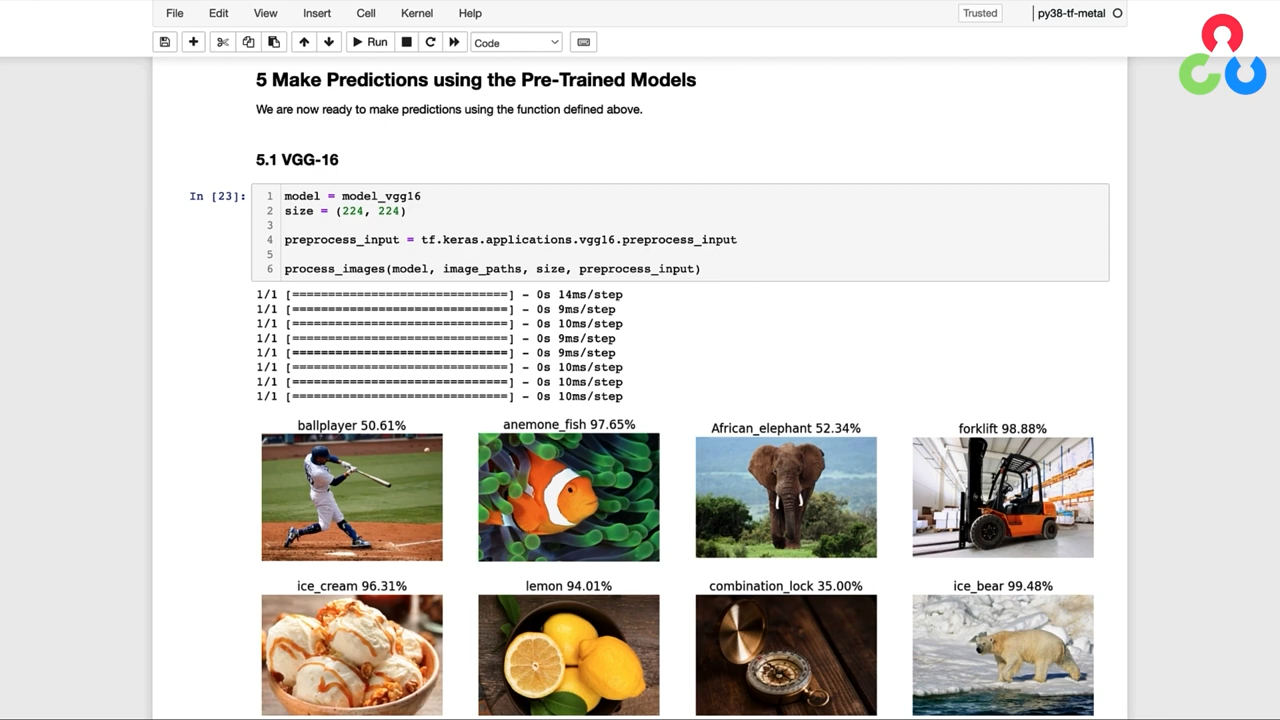 File Edit View Insert Cell Kernel Help Trusted py38-tf-metal
Run Code
5 Make Predictions using the Pre-Trained Models
We are now ready to make predictions using the function defined above.
5.1 VGG-16
In [23]:
1 model = model_vgg16
2 size = (224, 224)
3
4 preprocess_input = tf.keras.applications.vgg16.preprocess_input
5
6 process_images(model, image_paths, size, preprocess_input)
1/1 [==============================] - 0s 14ms/step
1/1 [==============================] - 0s 9ms/step
1/1 [==============================] - 0s 10ms/step
1/1 [==============================] - 0s 9ms/step
1/1 [==============================] - 0s 9ms/step
1/1 [==============================] - 0s 10ms/step
1/1 [==============================] - 0s 10ms/step
1/1 [==============================] - 0s 10ms/step
ballplayer 50.61% anemone_fish 97.65% African_elephant 52.34% forklift 98.88%
ice_cream 96.31% lemon 94.01% combination_lock 35.00% ice_bear 99.48%